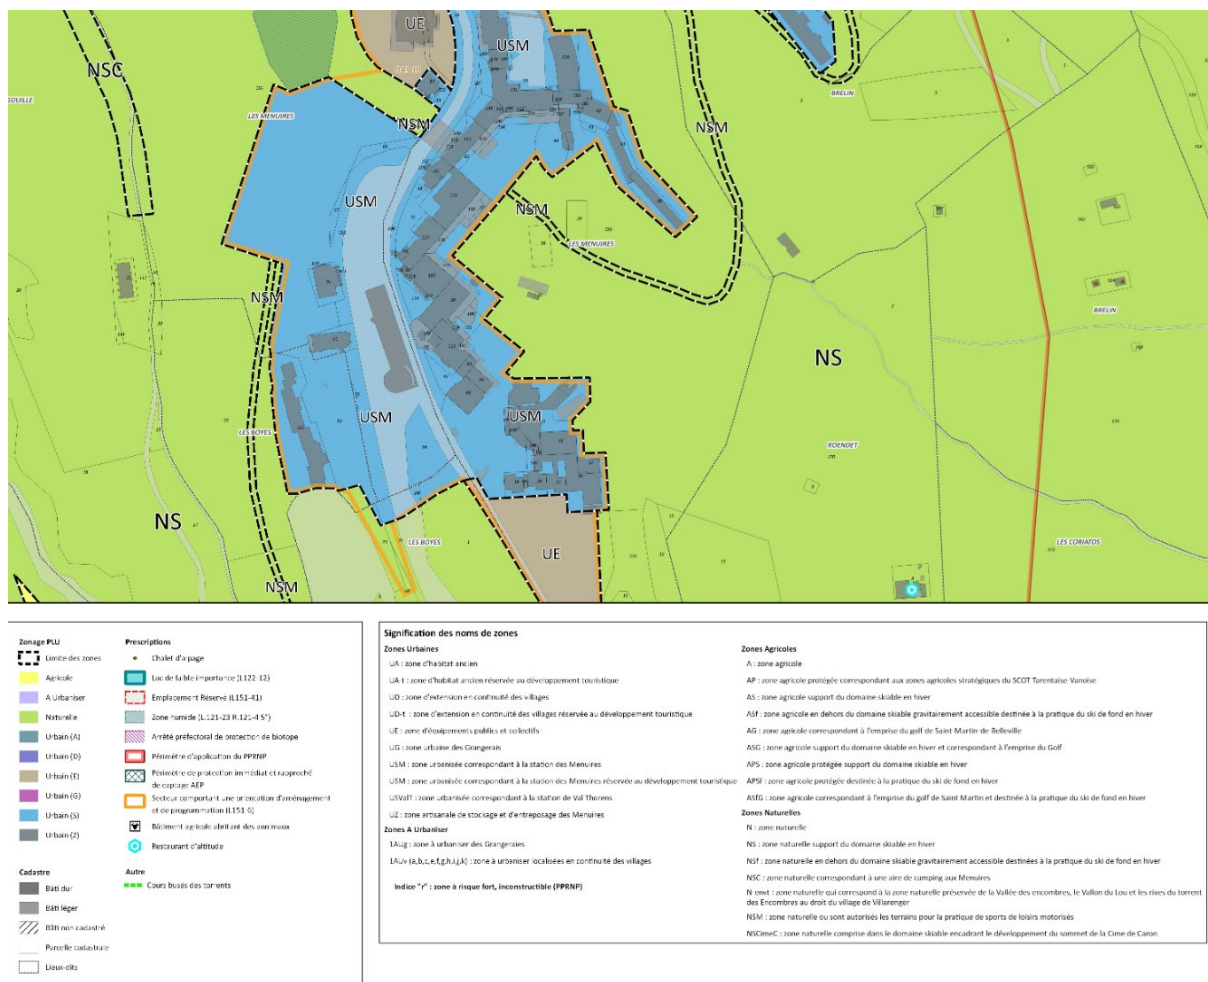 UE
USM
NSC
GOUILLE
LES MENUIRES
NSM
BRELIN
NSM
USM
NSM
LES MENUIRES
NSM
BRELIN
NS
USM
USM
LES BOYES
ROENDET
NS
LES BOYES
UE
LES CORIATOS
NSM
Zonage PLU
Limite des zones
Agricole
A Urbaniser
Naturelle
Urbain (A)
Urbain (D)
Urbain (E)
Urbain (G)
Urbain (S)
Urbain (Z)
Cadastre
Bâti dur
Bâti léger
Bâti non cadastré
Parcelle cadastrale
Lieux-dits
Prescriptions
Chalet d'alpage
Lac de faible importance (L122-12)
Emplacement Réservé (L151-41)
Zone humide (L.121-23 R.121-4 5°)
Arrêté préfectoral de protection de biotope
Périmètre d'application du PPRNP
Périmètre de protection immédiat et rapproché
de captage AEP
Secteur comportant une orientation d'aménagement
et de programmation (L151-6)
Bâtiment agricole abritant des animaux
Restaurant d'altitude
Autre
Cours busés des torrents
Signification des noms de zones
Zones Urbaines
UA : zone d'habitat ancien
UA-t : zone d'habitat ancien réservée au développement touristique
UD : zone d'extension en continuité des villages
UD-t : zone d'extension en continuité des villages réservée au développement touristique
UE : zone d'équipements publics et collectifs
UG : zone urbaine des Grangerais
USM : zone urbanisée correspondant à la station des Menuires
USM : zone urbanisée correspondant à la station des Menuires réservée au développement touristique
USValT : zone urbanisée correspondant à la station de Val Thorens
UZ : zone artisanale de stockage et d'entreposage des Menuires
Zones A Urbaniser
1AUg : zone à urbaniser des Grangeraies
1AUv (a,b,c,e,f,g,h,i,j,k) : zone à urbaniser localisées en continuité des villages
Indice "r" : zone à risque fort, inconstructible (PPRNP)
Zones Agricoles
A : zone agricole
AP : zone agricole protégée correspondant aux zones agricoles stratégiques du SCOT Tarentaise-Vanoise
AS : zone agricole support du domaine skiable en hiver
ASf : zone agricole en dehors du domaine skiable gravitairement accessible destinée à la pratique du ski de fond en hiver
AG : zone agricole correspondant à l'emprise du golf de Saint Martin-de-Belleville
ASG : zone agricole support du domaine skiable en hiver et correspondant à l'emprise du Golf
APS : zone agricole protégée support du domaine skiable en hiver
APSf : zone agricole protégée destinée à la pratique du ski de fond en hiver
ASfG : zone agricole correspondant à l'emprise du golf de Saint Martin et destinée à la pratique du ski de fond en hiver
Zones Naturelles
N : zone naturelle
NS : zone naturelle support du domaine skiable en hiver
NSf : zone naturelle en dehors du domaine skiable gravitairement accessible destinées à la pratique du ski de fond en hiver
NSC : zone naturelle correspondant à une aire de camping aux Menuires
N-envt : zone naturelle qui correspond à la zone naturelle préservée de la Vallée des encombres, le Vallon du Lou et les rives du torrent
des Encombres au droit du village de Villarenger
NSM : zone naturelle ou sont autorisés les terrains pour la pratique de sports de loisirs motorisés
NSCimeC : zone naturelle comprise dans le domaine skiable encadrant le développement du sommet de la Cime de Caron